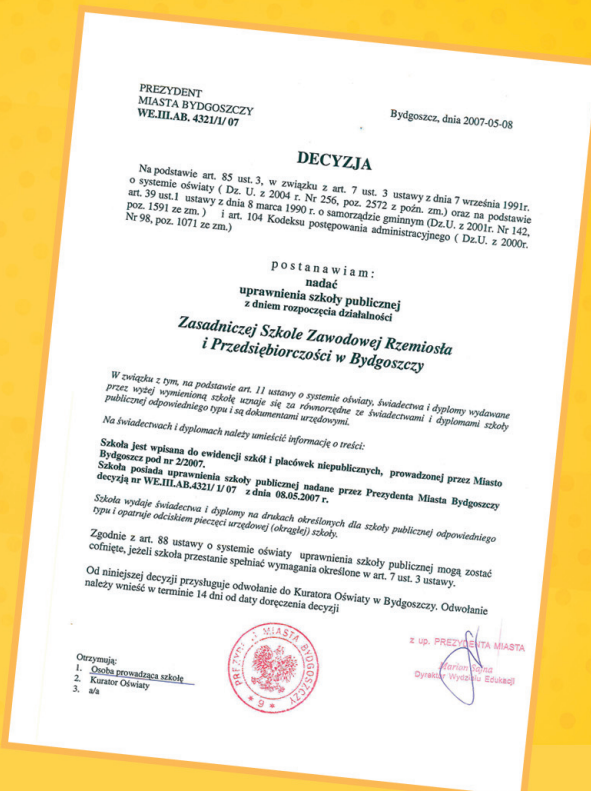 PREZYDENT
MIASTA BYDGOSZCZY
WE.III.AB. 4321/1/ 07
Bydgoszcz, dnia 2007-05-08
DECYZJA
Na podstawie art. 85 ust. 3, w związku z art. 7 ust. 3 ustawy z dnia 7 września 1991r.
o systemie oświaty ( Dz. U. z 2004 r. Nr 256, poz. 2572 z poźn. zm.) oraz na podstawie
art. 39 ust.1 ustawy z dnia 8 marca 1990 r. o samorządzie gminnym (Dz.U. z 2001r. Nr 142,
poz. 1591 ze zm. ) i art. 104 Kodeksu postępowania administracyjnego ( Dz.U. z 2000r.
Nr 98, poz. 1071 ze zm.)
postanawiam:
nadać
uprawnienia szkoły publicznej
z dniem rozpoczęcia działalności
Zasadniczej Szkole Zawodowej Rzemiosła
i Przedsiębiorczości w Bydgoszczy
W związku z tym, na podstawie art. 11 ustawy o systemie oświaty, świadectwa i dyplomy wydawane
przez wyżej wymienioną szkołę uznaje się za równorzędne ze świadectwami i dyplomami szkoły
publicznej odpowiedniego typu i są dokumentami urzędowymi.
Na świadectwach i dyplomach należy umieścić informację o treści:
Szkoła jest wpisana do ewidencji szkół i placówek niepublicznych, prowadzonej przez Miasto
Bydgoszcz pod nr 2/2007.
Szkoła posiada uprawnienia szkoły publicznej nadane przez Prezydenta Miasta Bydgoszczy
decyzją nr WE.III.AB.4321/ 1/ 07 z dnia 08.05.2007 r.
Szkoła wydaje świadectwa i dyplomy na drukach określonych dla szkoły publicznej odpowiedniego
typu i opatruje odciskiem pieczęci urzędowej (okrągłej) szkoły.
Zgodnie z art. 88 ustawy o systemie oświaty uprawnienia szkoły publicznej mogą zostać
cofnięte, jeżeli szkoła przestanie spełniać wymagania określone w art. 7 ust. 3 ustawy.
Od niniejszej decyzji przysługuje odwołanie do Kuratora Oświaty w Bydgoszczy. Odwołanie
należy wnieść w terminie 14 dni od daty doręczenia decyzji
Otrzymują:
1. Osoba prowadząca szkołę
2. Kurator Oświaty
3. a/a
PREZYDENT MIASTA BYDGOSZCZY
* 9 *
z up. PREZYDENTA MIASTA
Marian Sajna
Dyrektor Wydziału Edukacji